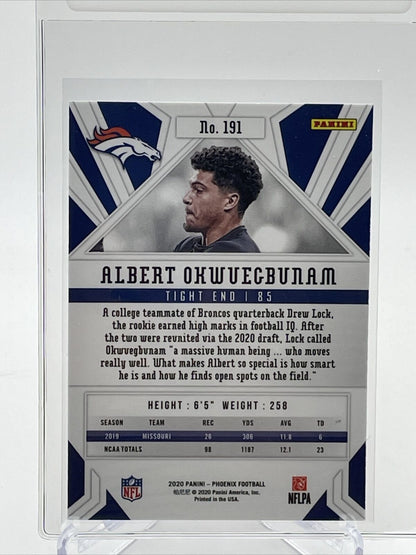 No. 191
PANINI
ALBERT OKWUEGBUNAM
TIGHT END | 85
A college teammate of Broncos quarterback Drew Lock,
the rookie earned high marks in football IQ. After
the two were reunited via the 2020 draft, Lock called
Okwuegbunam "a massive human being ... who moves
really well. What makes Albert so special is how smart
he is and how he finds open spots on the field."
HEIGHT : 6'5" WEIGHT : 258
SEASON TEAM REC YDS AVG TD
2019 MISSOURI 26 306 11.8 6
NCAA TOTALS 98 1187 12.1 23
2020 PANINI – PHOENIX FOOTBALL
帕尼尼 © 2020 Panini America, Inc.
Printed in the USA.
NFL
NFLPA